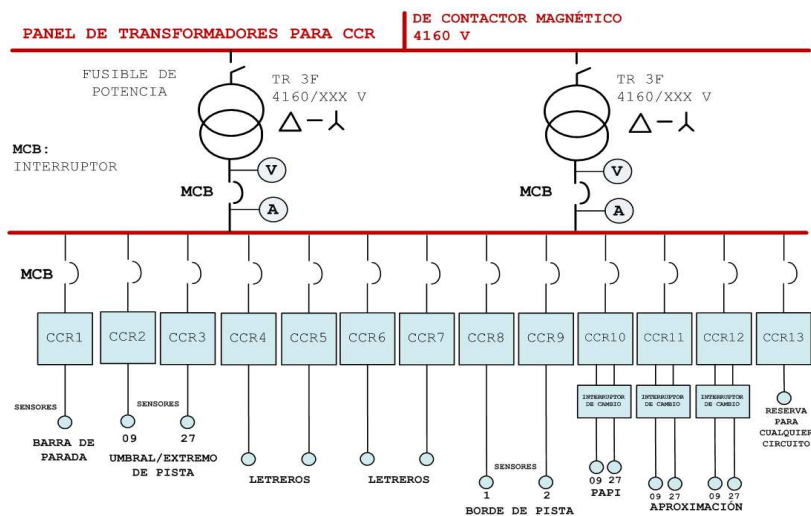 PANEL DE TRANSFORMADORES PARA CCR
DE CONTACTOR MAGNÉTICO
4160 V
FUSIBLE DE
POTENCIA
TR 3F
4160/XXX V
TR 3F
4160/XXX V
MCB:
INTERRUPTOR
V
MCB
A
V
MCB
A
MCB
CCR1
CCR2
CCR3
CCR4
CCR5
CCR6
CCR7
CCR8
CCR9
CCR10
CCR11
CCR12
CCR13
INTERRUPTOR
DE CAMBIO
INTERRUPTOR
DE CAMBIO
INTERRUPTOR
DE CAMBIO
SENSORES
SENSORES
RESERVA
PARA
CUALQUIER
CIRCUITO
BARRA DE
PARADA
09
27
UMBRAL/EXTREMO
DE PISTA
LETREROS
LETREROS
SENSORES
1
2
BORDE DE PISTA
09 27
PAPI
09 27
09 27
APROXIMACIÓN